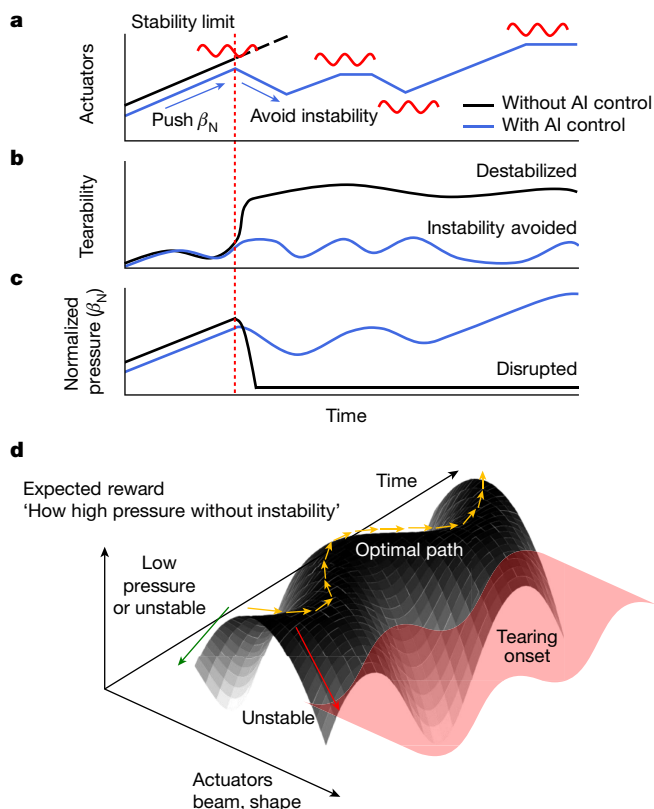 a
Stability limit
Actuators
Push βN
Avoid instability
Without AI control
With AI control
b
Tearability
Destabilized
Instability avoided
c
Normalized
pressure (βN)
Disrupted
Time
d
Expected reward
‘How high pressure without instability’
Time
Low
pressure
or unstable
Optimal path
Tearing
onset
Unstable
Actuators
beam, shape